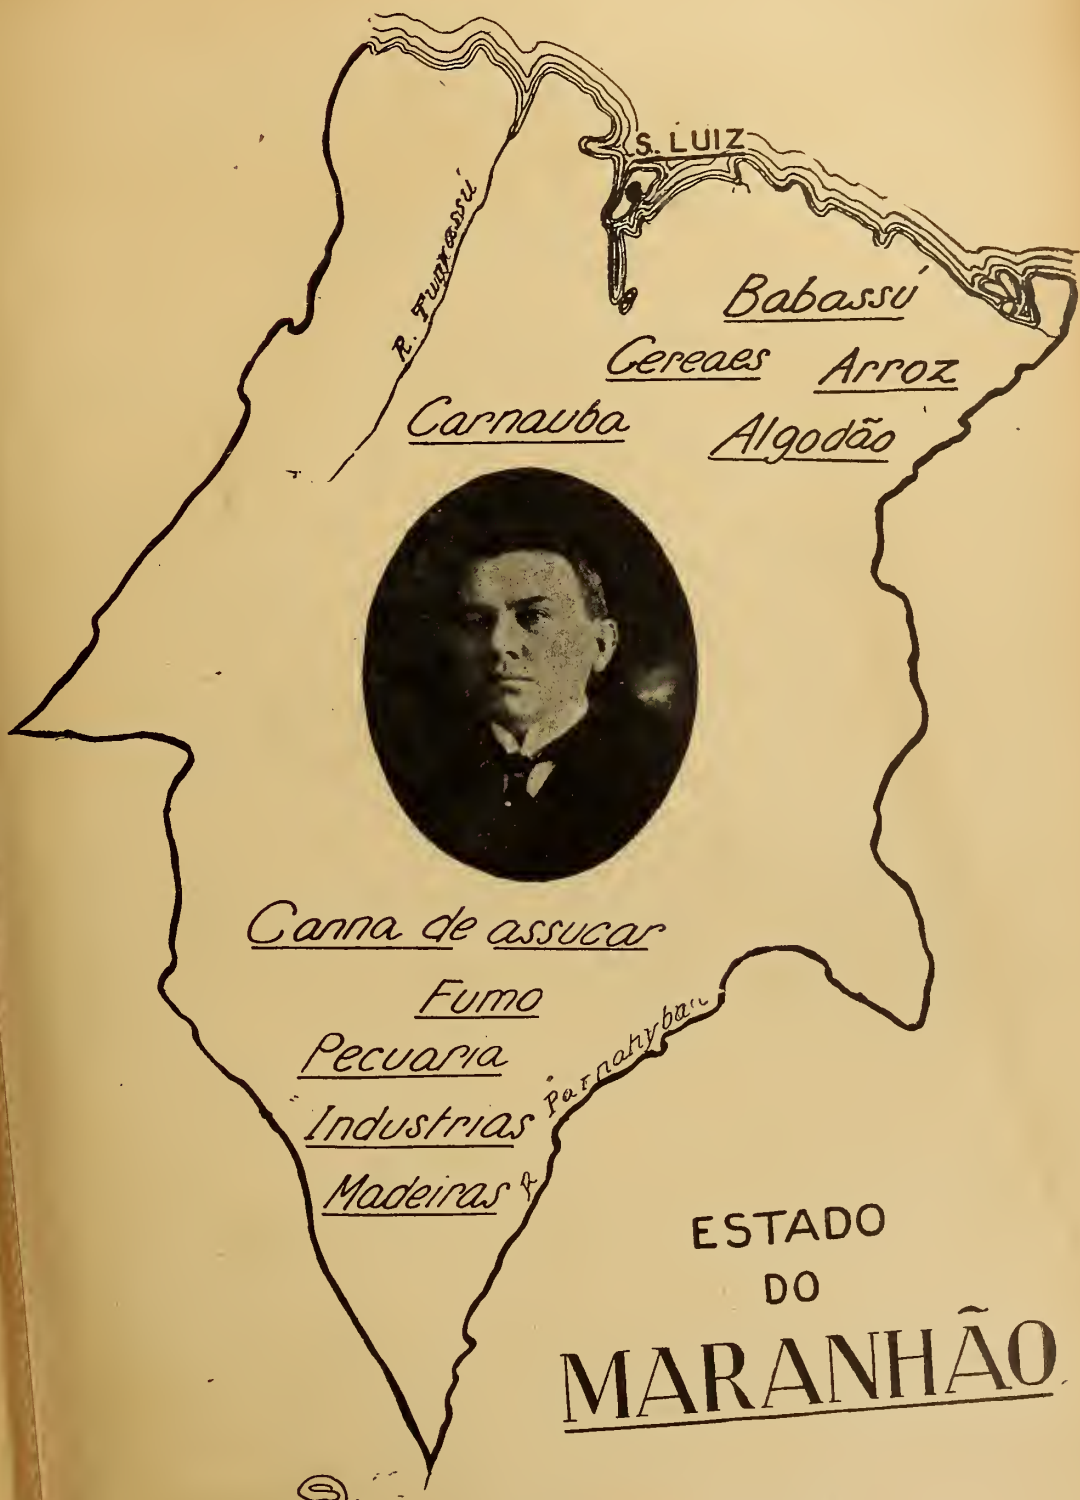 S. LUIZ
R. Turyassú
Babassú
Cereaes
Arroz
Carnauba
Algodão
Canna de assucar
Fumo
Pecuaria
Industrias
Madeiras
R. Parnahyba
ESTADO
DO
MARANHÃO